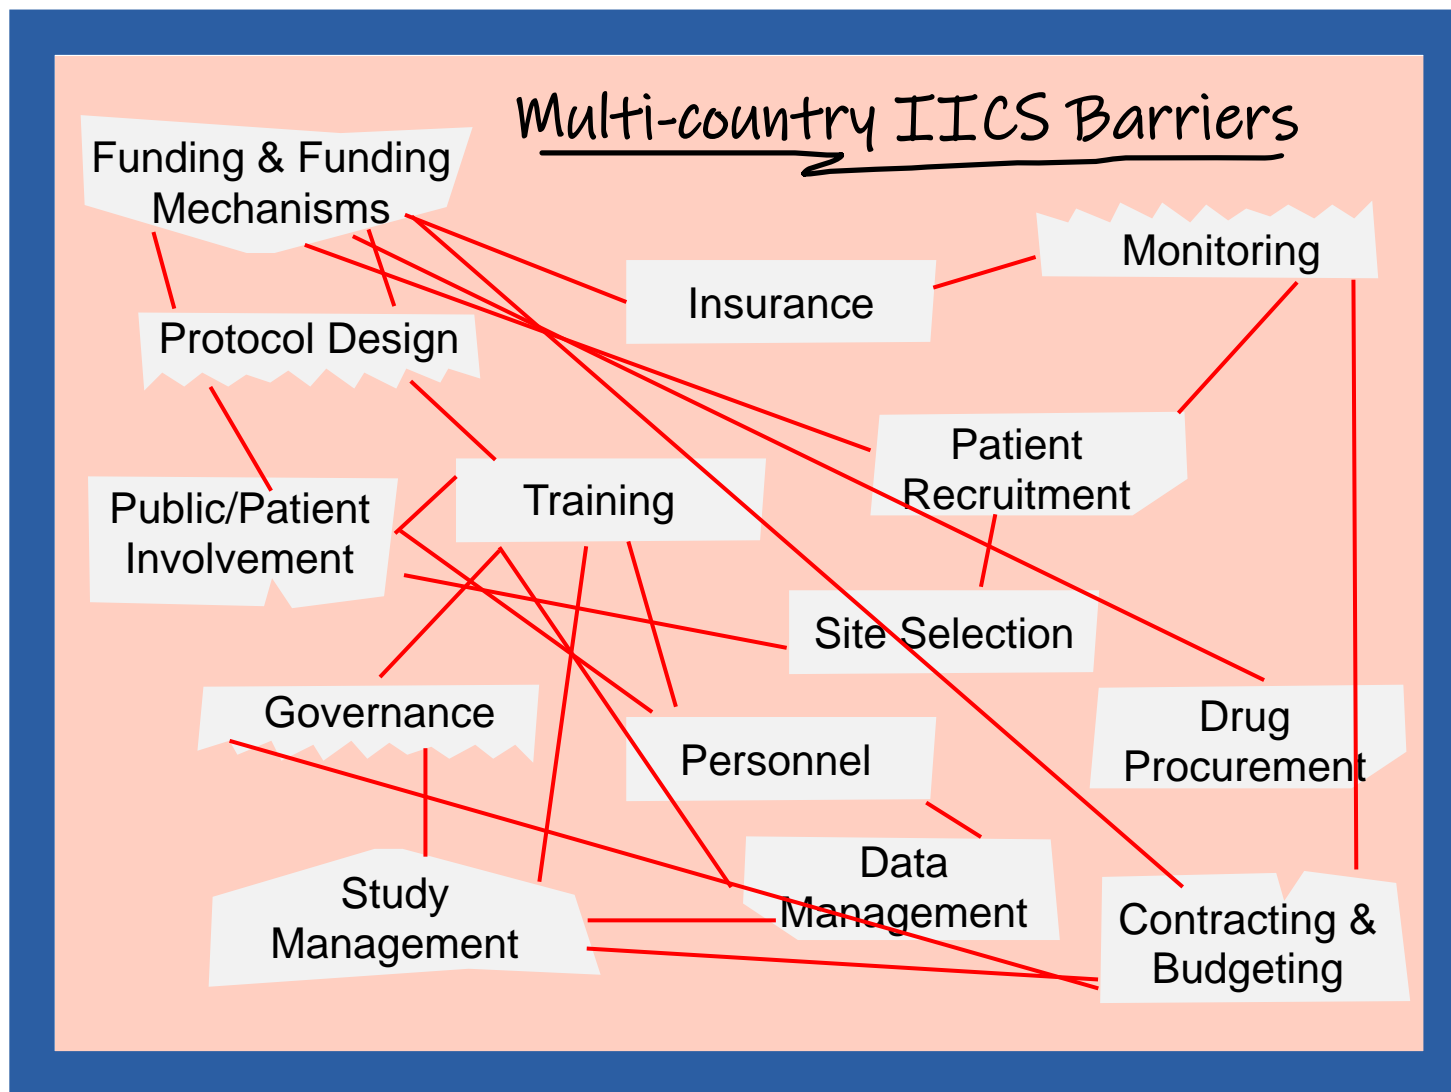 Multi-country IICS Barriers
Funding & Funding
Mechanisms
Monitoring
Insurance
Protocol Design
Patient
Recruitment
Public/Patient
Involvement
Training
Site Selection
Governance
Personnel
Drug
Procurement
Data
Management
Study
Management
Contracting &
Budgeting